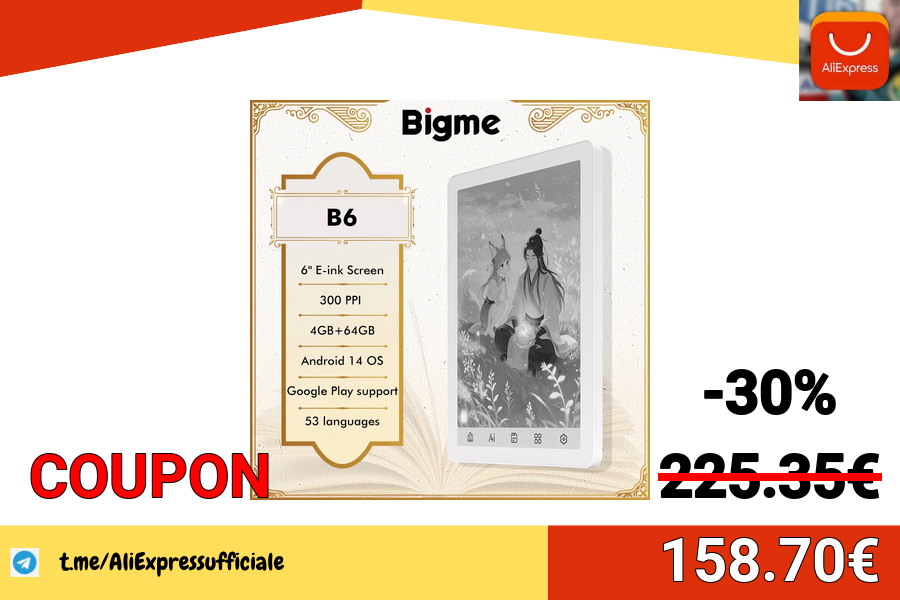 AliExpress
Bigme
B6
6" E-ink Screen
300 PPI
4GB+64GB
Android 14 OS
Google Play support
53 languages
Ai
-30%
COUPON
225.35€
t.me/AliExpressufficiale
158.70€